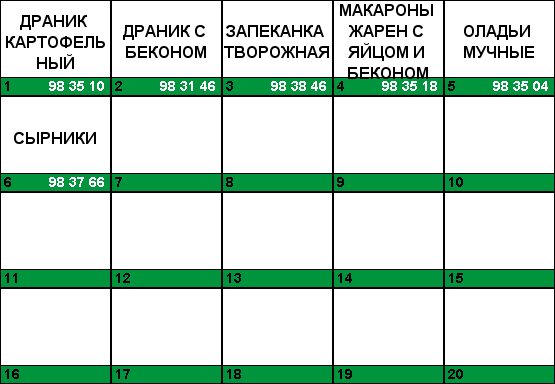 ДРАНИК
КАРТОФЕЛЬ
НЫЙ
1 98 35 10
ДРАНИК С
БЕКОНОМ
2 98 31 46
ЗАПЕКАНКА
ТВОРОЖНАЯ
3 98 38 46
МАКАРОНЫ
ЖАРЕН С
ЯЙЦОМ И
БЕКОНОМ
4 98 35 18
ОЛАДЬИ
МУЧНЫЕ
5 98 35 04
СЫРНИКИ
6 98 37 66
7
8
9
10
11
12
13
14
15
16
17
18
19
20